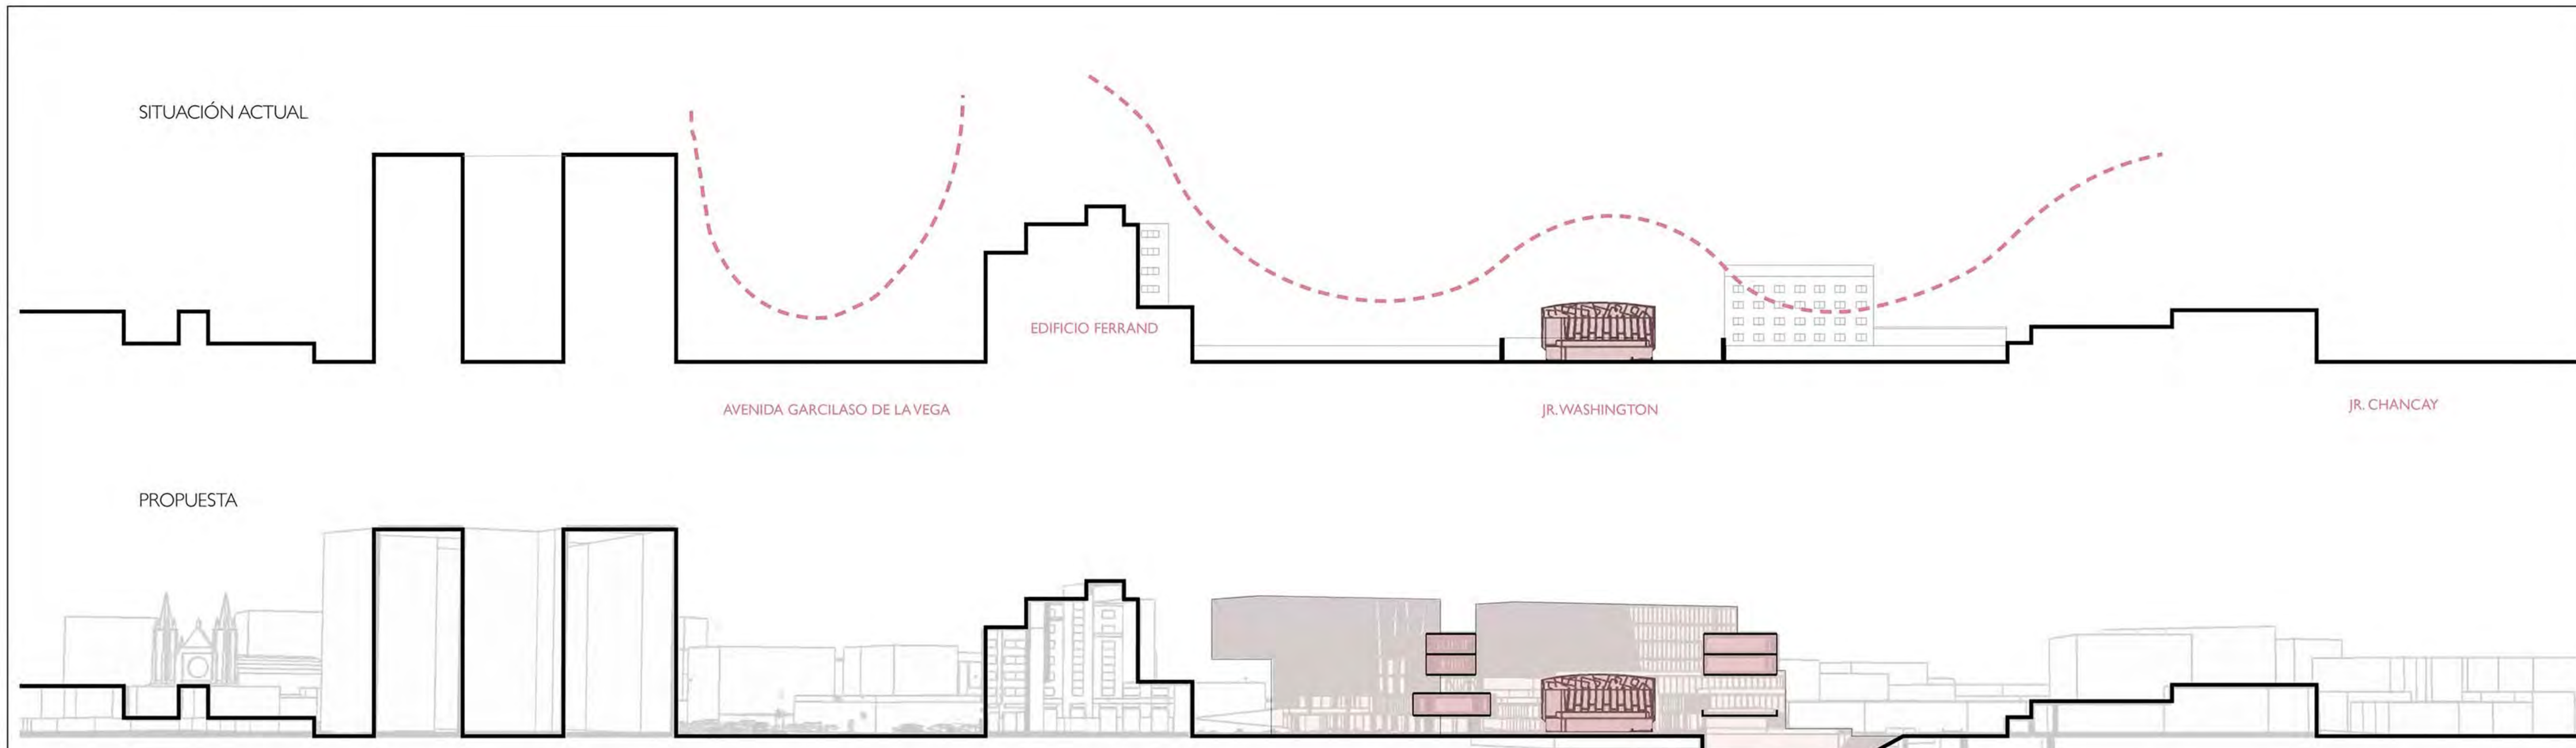 SITUACIÓN ACTUAL
EDIFICIO FERRAND
AVENIDA GARCILASO DE LA VEGA
JR. WASHINGTON
JR. CHANCAY
PROPUESTA